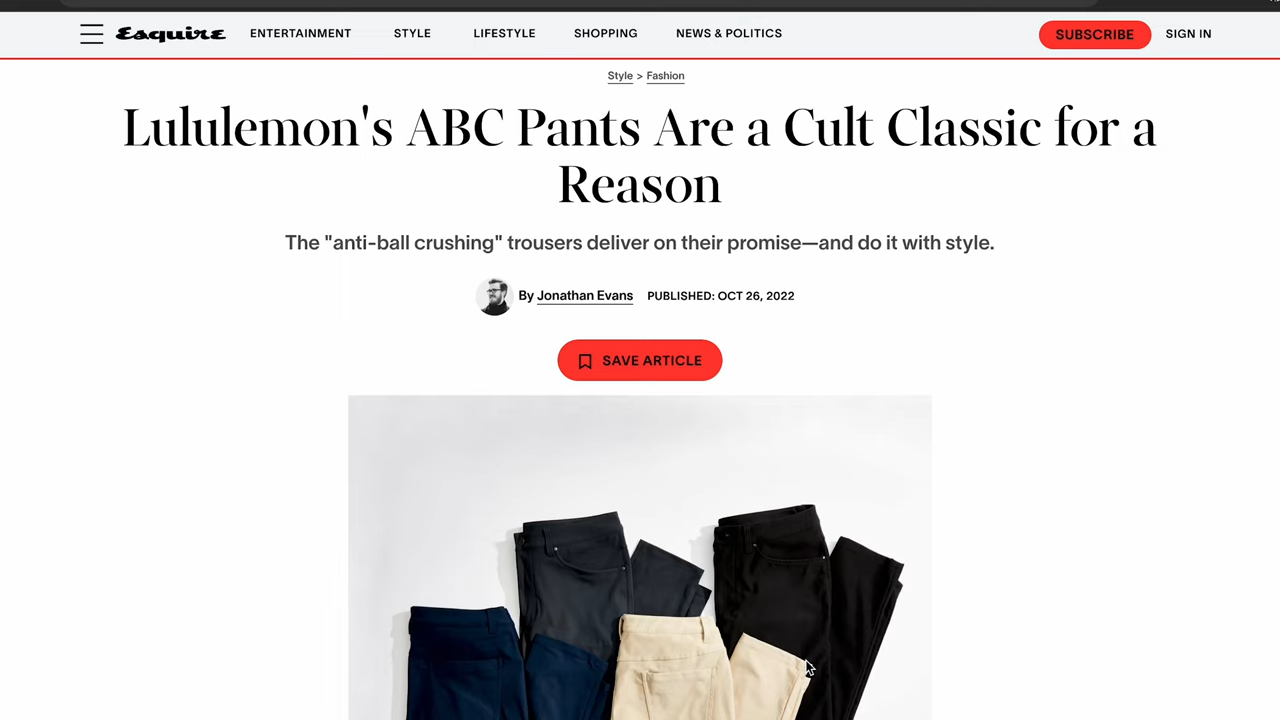 Esquire ENTERTAINMENT STYLE LIFESTYLE SHOPPING NEWS & POLITICS SUBSCRIBE SIGN IN
Style > Fashion
Lululemon's ABC Pants Are a Cult Classic for a
Reason
The "anti-ball crushing" trousers deliver on their promise—and do it with style.
By Jonathan Evans PUBLISHED: OCT 26, 2022
SAVE ARTICLE